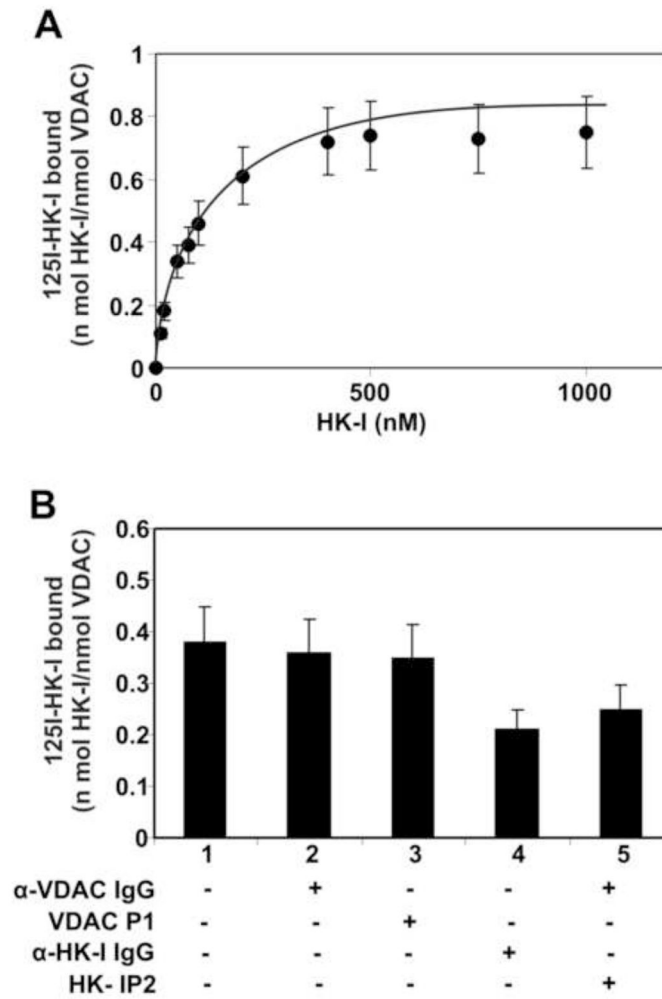 A
125I-HK-I bound
(n mol HK-I/nmol VDAC)
1
0.8
0.6
0.4
0.2
0
0 500 1000
HK-I (nM)
B
125I-HK-I bound
(n mol HK-I/nmol VDAC)
0.6
0.5
0.4
0.3
0.2
0.1
0
1 2 3 4 5
α-VDAC IgG - + - - +
VDAC P1 - - + - -
α-HK-I IgG - - - + -
HK- IP2 - - - - +